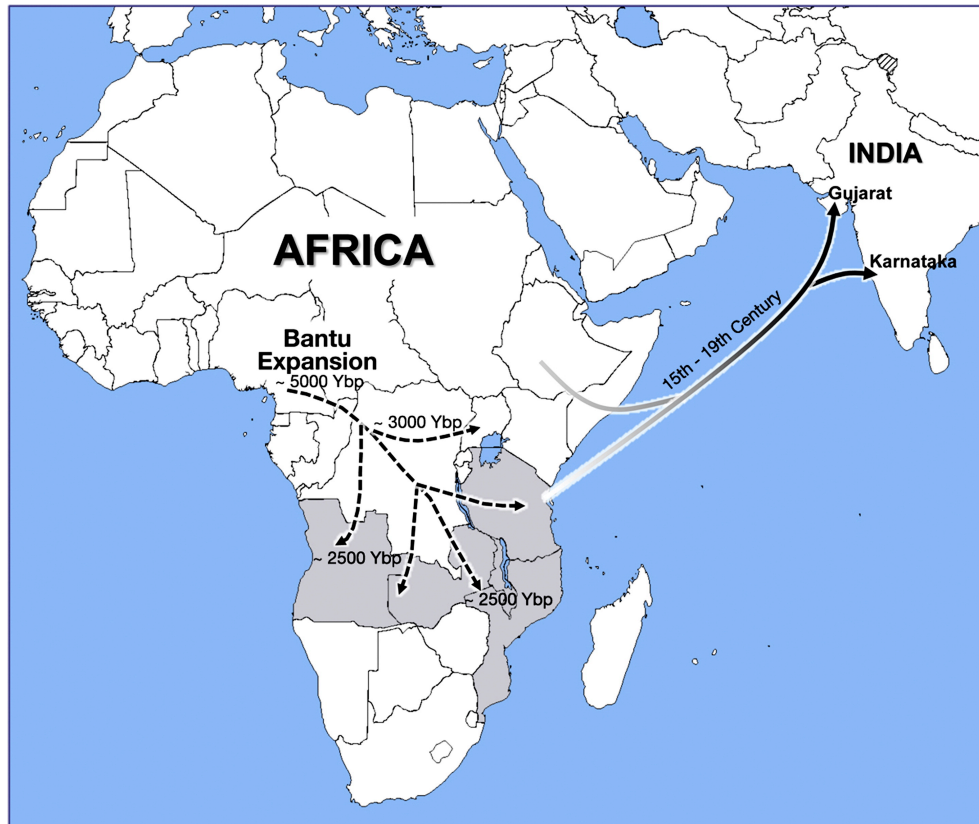 INDIA
Gujarat
AFRICA
Karnataka
15th - 19th Century
Bantu
Expansion
~ 5000 Ybp
~ 3000 Ybp
~ 2500 Ybp
~ 2500 Ybp